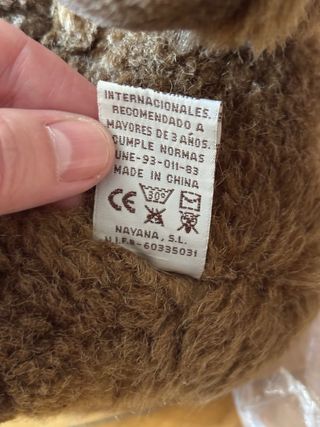 INTERNACIONALES.
RECOMENDADO A
MAYORES DE 3 AÑOS.
CUMPLE NORMAS
UNE-93-011-83
MADE IN CHINA
CE 30°
NAYANA, S.L.
N.I.F.B-60335031